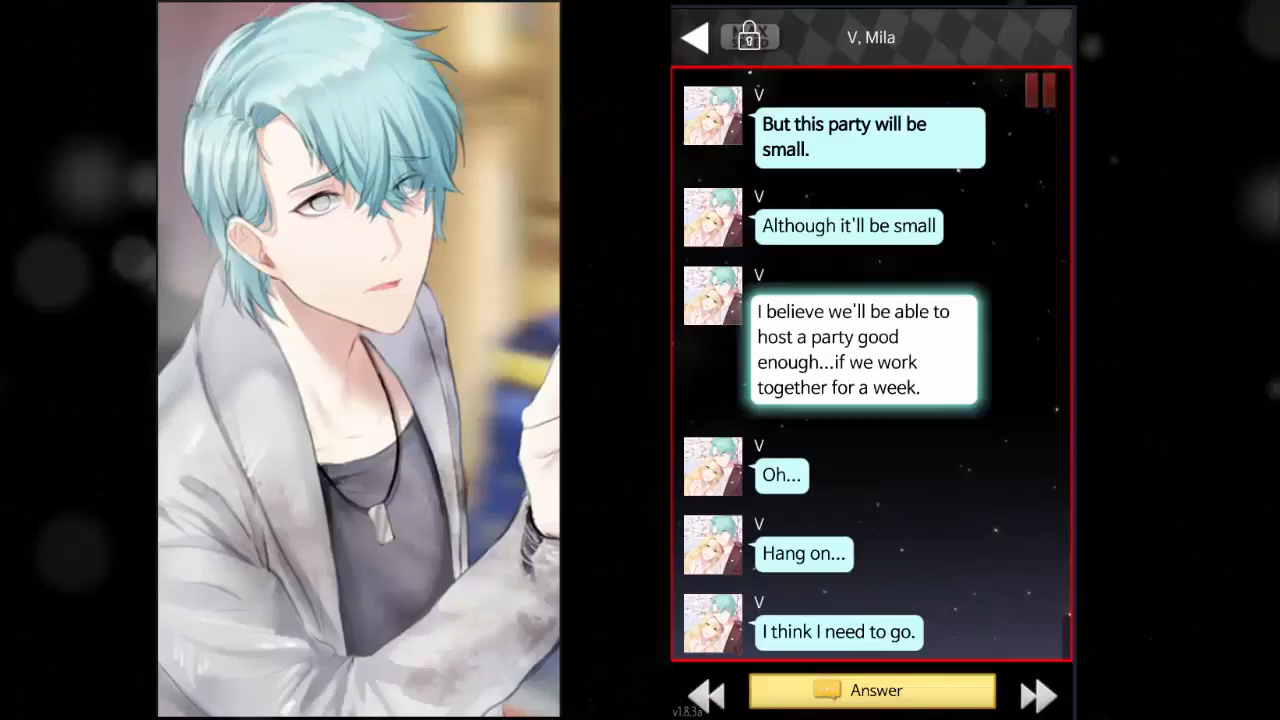 V, Mila
V
But this party will be
small.
V
Although it'll be small
V
I believe we'll be able to
host a party good
enough...if we work
together for a week.
V
Oh...
V
Hang on...
V
I think I need to go.
Answer
v1.8.3a